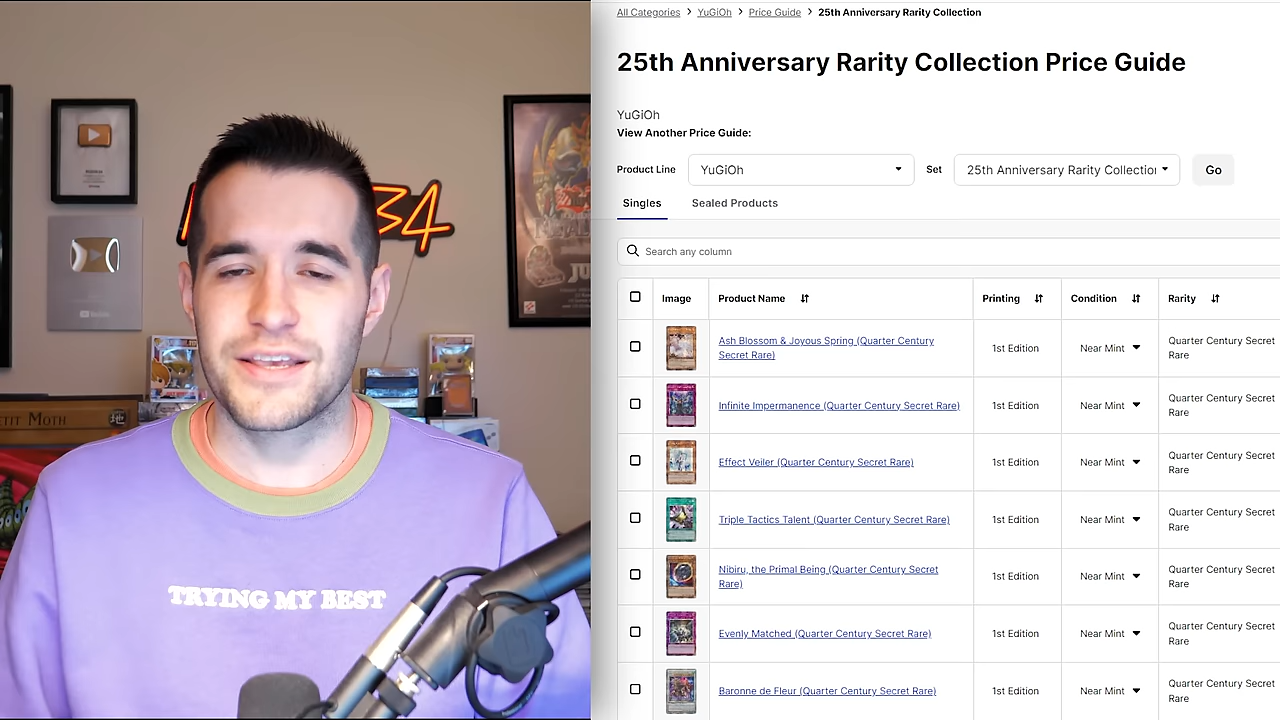 34
ETIT MOTH
TRYING MY BEST
YouTube
KONAMI
All Categories > YuGiOh > Price Guide > 25th Anniversary Rarity Collection
25th Anniversary Rarity Collection Price Guide
YuGiOh
View Another Price Guide:
Product Line YuGiOh Set 25th Anniversary Rarity Collection Go
Singles Sealed Products
Search any column
Image Product Name Printing Condition Rarity
Ash Blossom & Joyous Spring (Quarter Century
Secret Rare) 1st Edition Near Mint Quarter Century Secret
Rare
Infinite Impermanence (Quarter Century Secret Rare) 1st Edition Near Mint Quarter Century Secret
Rare
Effect Veiler (Quarter Century Secret Rare) 1st Edition Near Mint Quarter Century Secret
Rare
Triple Tactics Talent (Quarter Century Secret Rare) 1st Edition Near Mint Quarter Century Secret
Rare
Nibiru, the Primal Being (Quarter Century Secret
Rare) 1st Edition Near Mint Quarter Century Secret
Rare
Evenly Matched (Quarter Century Secret Rare) 1st Edition Near Mint Quarter Century Secret
Rare
Baronne de Fleur (Quarter Century Secret Rare) 1st Edition Near Mint Quarter Century Secret
Rare